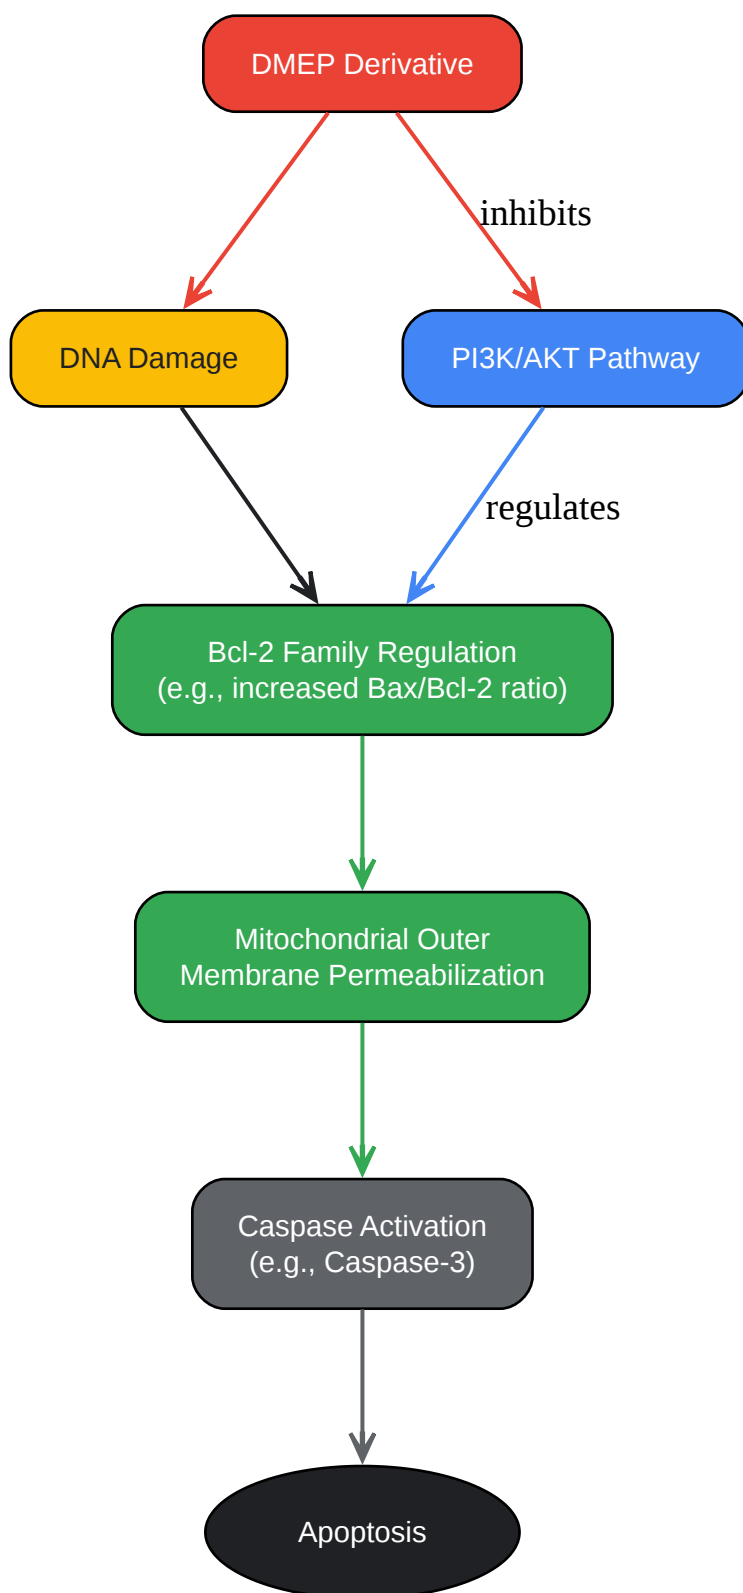 DMEP Derivative
inhibits
DNA Damage
PI3K/AKT Pathway
regulates
Bcl-2 Family Regulation
(e.g., increased Bax/Bcl-2 ratio)
Mitochondrial Outer
Membrane Permeabilization
Caspase Activation
(e.g., Caspase-3)
Apoptosis